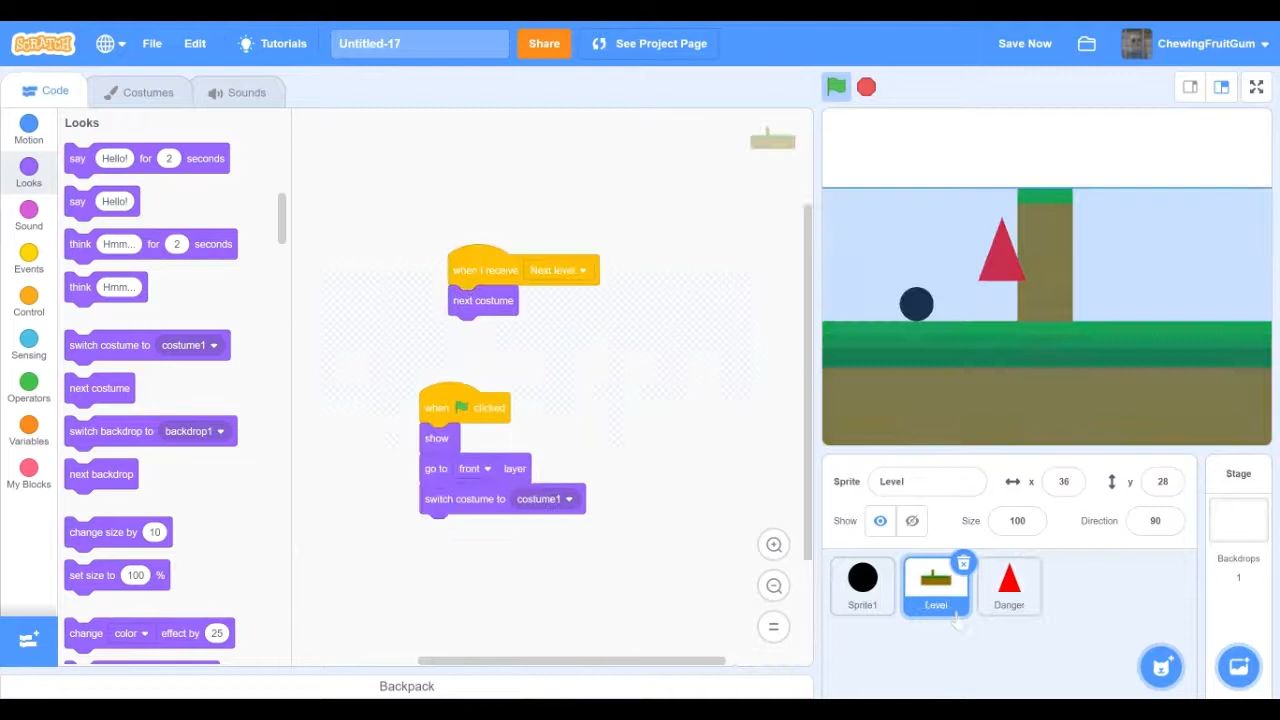 SCRATCH
File
Edit
Tutorials
Untitled-17
Share
See Project Page
Save Now
ChewingFruitGum
Code
Costumes
Sounds
Motion
Looks
Sound
Events
Control
Sensing
Operators
Variables
My Blocks
Looks
say Hello! for 2 seconds
say Hello!
think Hmm... for 2 seconds
think Hmm...
switch costume to costume1
next costume
switch backdrop to backdrop1
next backdrop
change size by 10
set size to 100 %
change color effect by 25
when I receive Next level
next costume
when clicked
show
go to front layer
switch costume to costume1
Sprite Level x 36 y 28
Show Size 100 Direction 90
Sprite1
Level
Danger
Stage
Backdrops
1
Backpack